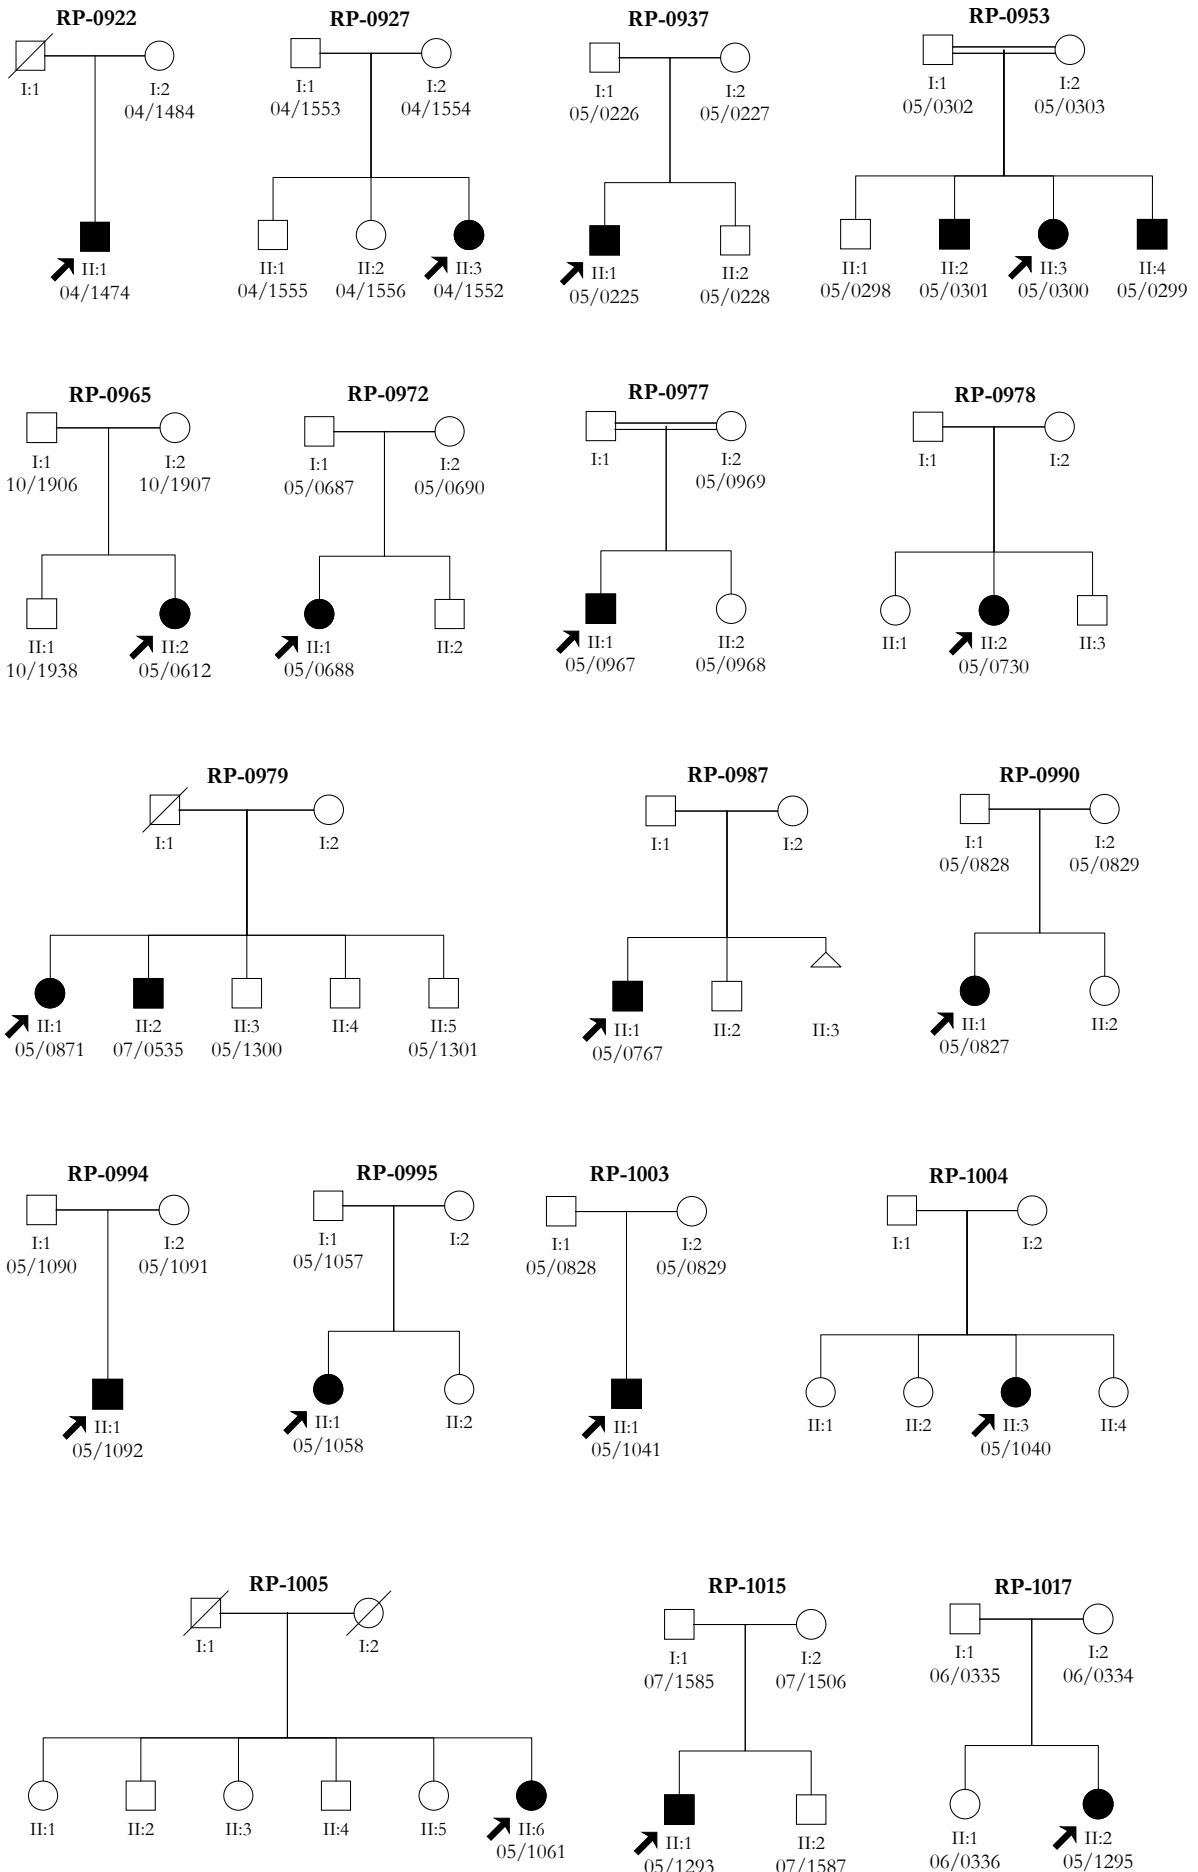 RP-0922
I:1
I:2
04/1484
II:1
04/1474
RP-0927
I:1
04/1553
I:2
04/1554
II:1
04/1555
II:2
04/1556
II:3
04/1552
RP-0937
I:1
05/0226
I:2
05/0227
II:1
05/0225
II:2
05/0228
RP-0953
I:1
05/0302
I:2
05/0303
II:1
05/0298
II:2
05/0301
II:3
05/0300
II:4
05/0299
RP-0965
I:1
10/1906
I:2
10/1907
II:1
10/1938
II:2
05/0612
RP-0972
I:1
05/0687
I:2
05/0690
II:1
05/0688
II:2
RP-0977
I:1
I:2
05/0969
II:1
05/0967
II:2
05/0968
RP-0978
I:1
I:2
II:1
II:2
05/0730
II:3
RP-0979
I:1
I:2
II:1
05/0871
II:2
07/0535
II:3
05/1300
II:4
II:5
05/1301
RP-0987
I:1
I:2
II:1
05/0767
II:2
II:3
RP-0990
I:1
05/0828
I:2
05/0829
II:1
05/0827
II:2
RP-0994
I:1
05/1090
I:2
05/1091
II:1
05/1092
RP-0995
I:1
05/1057
I:2
II:1
05/1058
II:2
RP-1003
I:1
05/0828
I:2
05/0829
II:1
05/1041
RP-1004
I:1
I:2
II:1
II:2
II:3
05/1040
II:4
RP-1005
I:1
I:2
II:1
II:2
II:3
II:4
II:5
II:6
05/1061
RP-1015
I:1
07/1585
I:2
07/1506
II:1
05/1293
II:2
07/1587
RP-1017
I:1
06/0335
I:2
06/0334
II:1
06/0336
II:2
05/1295